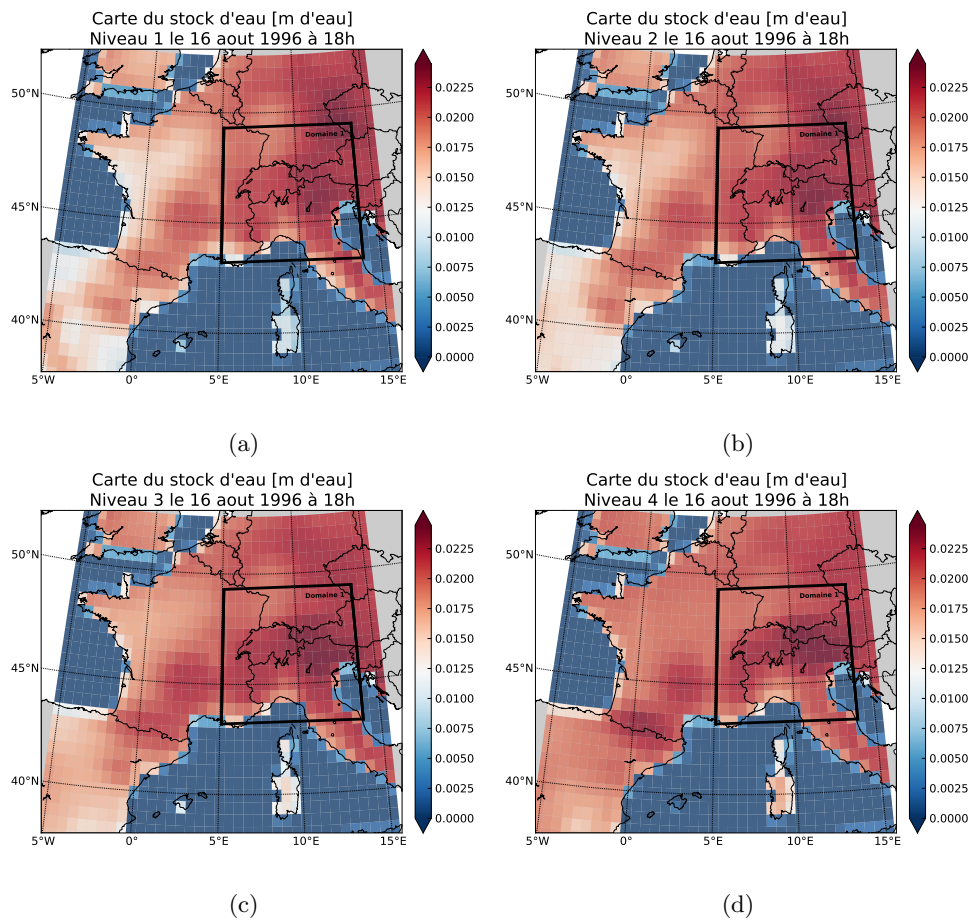 Carte du stock d'eau [m d'eau]
Niveau 1 le 16 aout 1996 à 18h
50°N
45°N
40°N
5°W
0°
5°E
10°E
15°E
Domaine 1
0.0225
0.0200
0.0175
0.0150
0.0125
0.0100
0.0075
0.0050
0.0025
0.0000
(a)
Carte du stock d'eau [m d'eau]
Niveau 2 le 16 aout 1996 à 18h
50°N
45°N
40°N
5°W
0°
5°E
10°E
15°E
Domaine 1
0.0225
0.0200
0.0175
0.0150
0.0125
0.0100
0.0075
0.0050
0.0025
0.0000
(b)
Carte du stock d'eau [m d'eau]
Niveau 3 le 16 aout 1996 à 18h
50°N
45°N
40°N
5°W
0°
5°E
10°E
15°E
Domaine 1
0.0225
0.0200
0.0175
0.0150
0.0125
0.0100
0.0075
0.0050
0.0025
0.0000
(c)
Carte du stock d'eau [m d'eau]
Niveau 4 le 16 aout 1996 à 18h
50°N
45°N
40°N
5°W
0°
5°E
10°E
15°E
Domaine 1
0.0225
0.0200
0.0175
0.0150
0.0125
0.0100
0.0075
0.0050
0.0025
0.0000
(d)